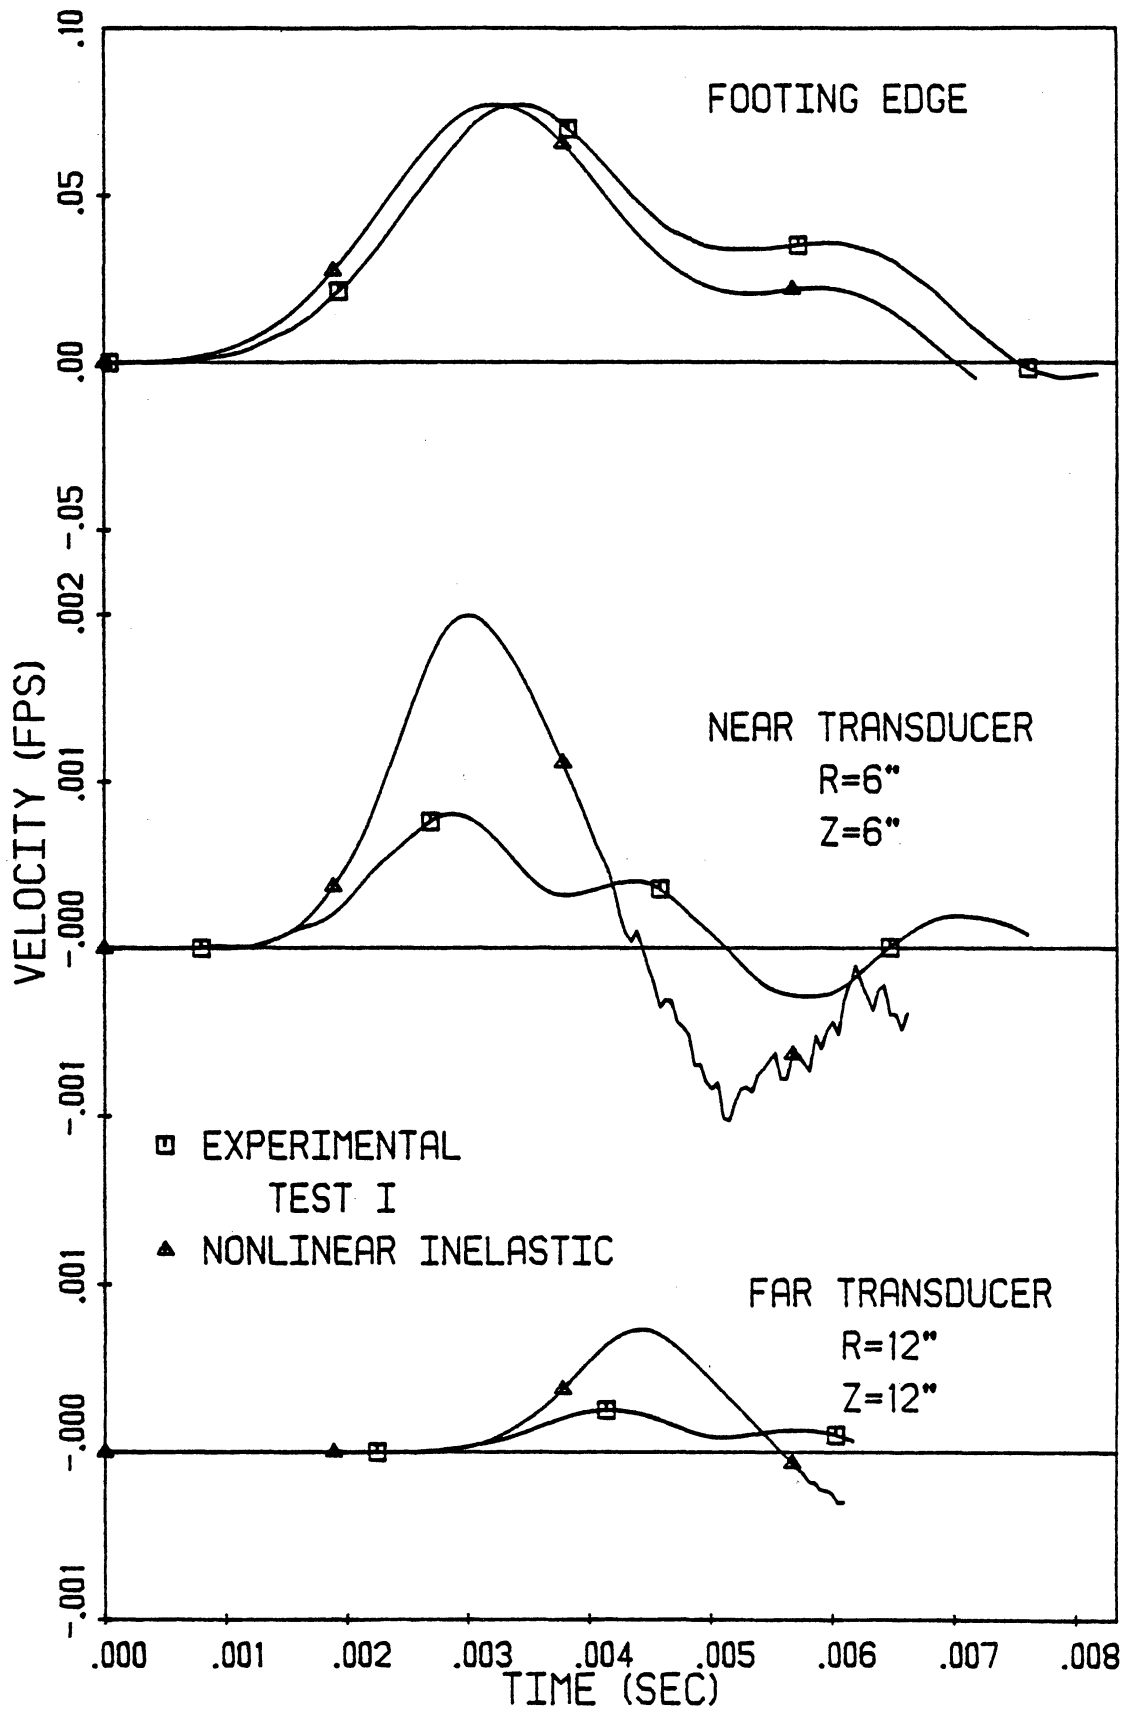 .10
FOOTING EDGE
.05
.00
-.05
.002
NEAR TRANSDUCER
R=6"
.001
Z=6"
VELOCITY (FPS)
-.000
-.001
EXPERIMENTAL
TEST I
NONLINEAR INELASTIC
.001
FAR TRANSDUCER
R=12"
Z=12"
-.000
-.001
.000 .001 .002 .003 .004 .005 .006 .007 .008
TIME (SEC)